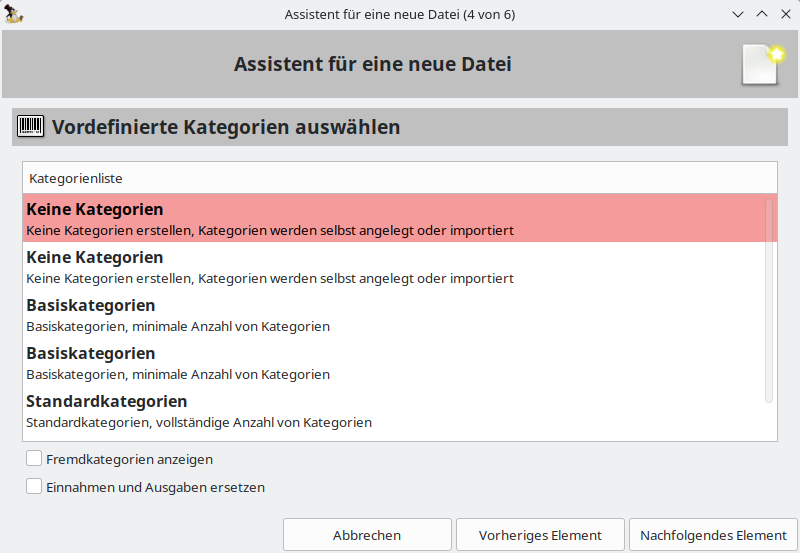 Assistent für eine neue Datei (4 von 6)
Assistent für eine neue Datei
Vordefinierte Kategorien auswählen
Kategorienliste
Keine Kategorien
Keine Kategorien erstellen, Kategorien werden selbst angelegt oder importiert
Keine Kategorien
Keine Kategorien erstellen, Kategorien werden selbst angelegt oder importiert
Basiskategorien
Basiskategorien, minimale Anzahl von Kategorien
Basiskategorien
Basiskategorien, minimale Anzahl von Kategorien
Standardkategorien
Standardkategorien, vollständige Anzahl von Kategorien
Fremdkategorien anzeigen
Einnahmen und Ausgaben ersetzen
Abbrechen Vorheriges Element Nachfolgendes Element